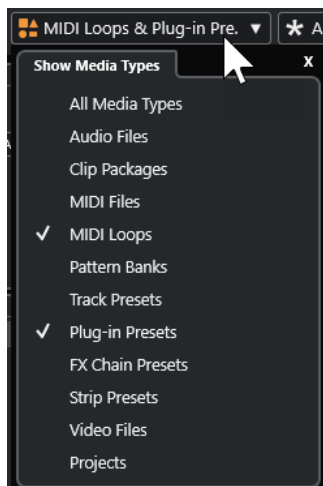 MIDI Loops & Plug-in Pre. ▼ A
Show Media Types x
All Media Types
Audio Files
Clip Packages
MIDI Files
✓ MIDI Loops
Pattern Banks
Track Presets
✓ Plug-in Presets
FX Chain Presets
Strip Presets
Video Files
Projects